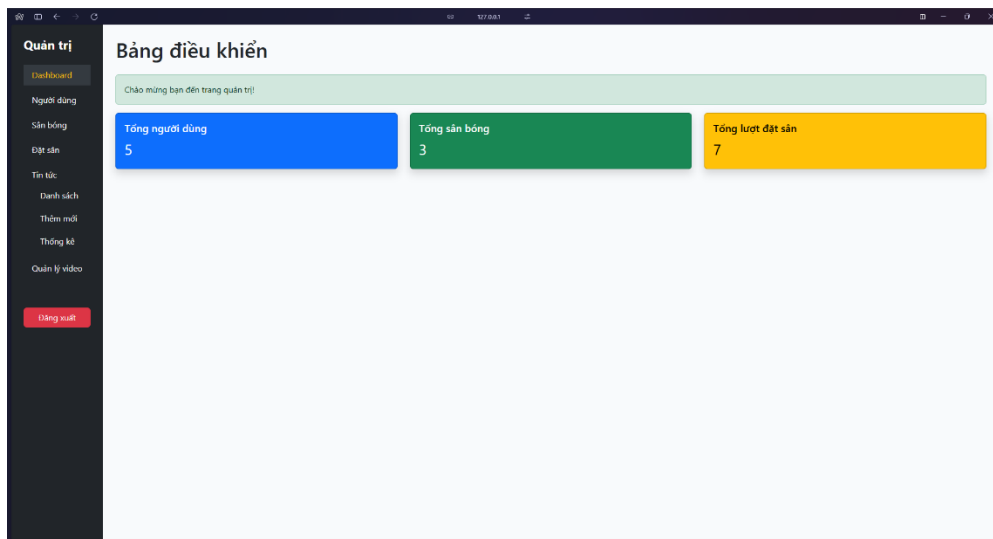 127.0.0.1
Quản trị
Dashboard
Người dùng
Sân bóng
Đặt sân
Tin tức
Danh sách
Thêm mới
Thống kê
Quản lý video
Đăng xuất
Bảng điều khiển
Chào mừng bạn đến trang quản trị!
Tổng người dùng
5
Tổng sân bóng
3
Tổng lượt đặt sân
7